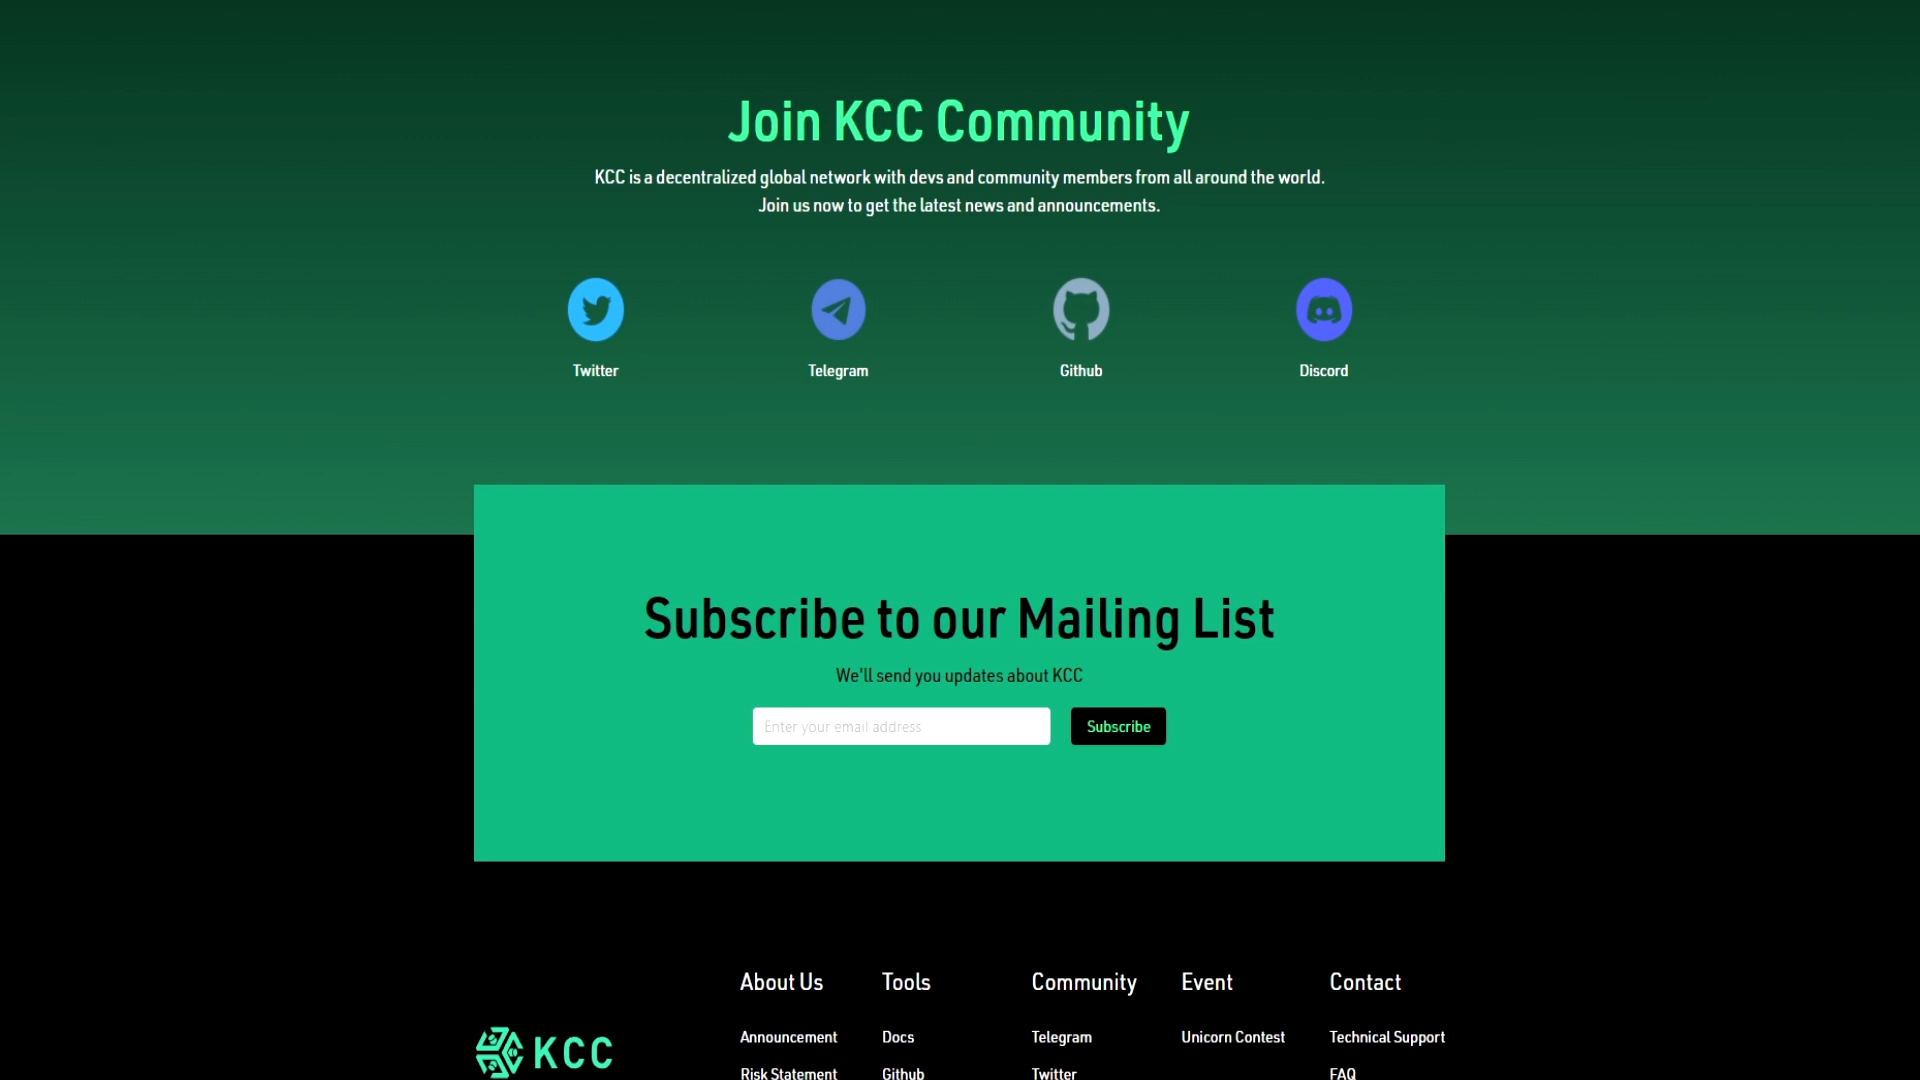 Join KCC Community
KCC is a decentralized global network with devs and community members from all around the world.
Join us now to get the latest news and announcements.
Twitter
Telegram
Github
Discord
Subscribe to our Mailing List
We'll send you updates about KCC
Enter your email address
Subscribe
About Us
Tools
Community
Event
Contact
KCC
Announcement
Docs
Telegram
Unicorn Contest
Technical Support
Risk Statement
Github
Twitter
FAQ